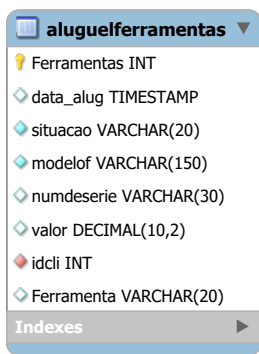 aluguelferramentas
Ferramentas INT
data_alug TIMESTAMP
situacao VARCHAR(20)
modelof VARCHAR(150)
numdeserie VARCHAR(30)
valor DECIMAL(10,2)
idcli INT
Ferramenta VARCHAR(20)
Indexes